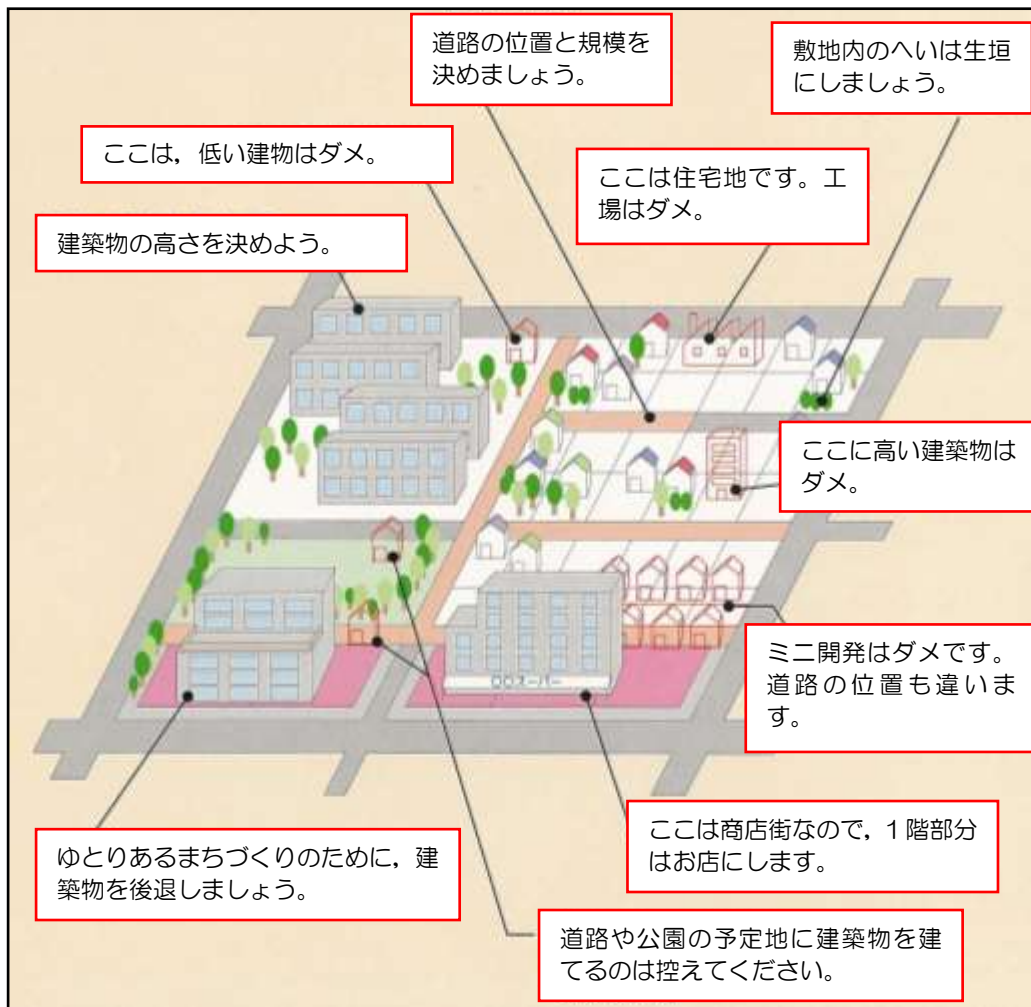 道路の位置と規模を
決めましょう。
敷地内のへいは生垣
にしましょう。
ここは，低い建物はダメ。
ここは住宅地です。工
場はダメ。
建築物の高さを決めよう。
ここに高い建築物は
ダメ。
ミニ開発はダメです。
道路の位置も違いま
す。
ここは商店街なので，１階部分
はお店にします。
ゆとりあるまちづくりのために，建
築物を後退しましょう。
道路や公園の予定地に建築物を建
てるのは控えてください。
スーパー